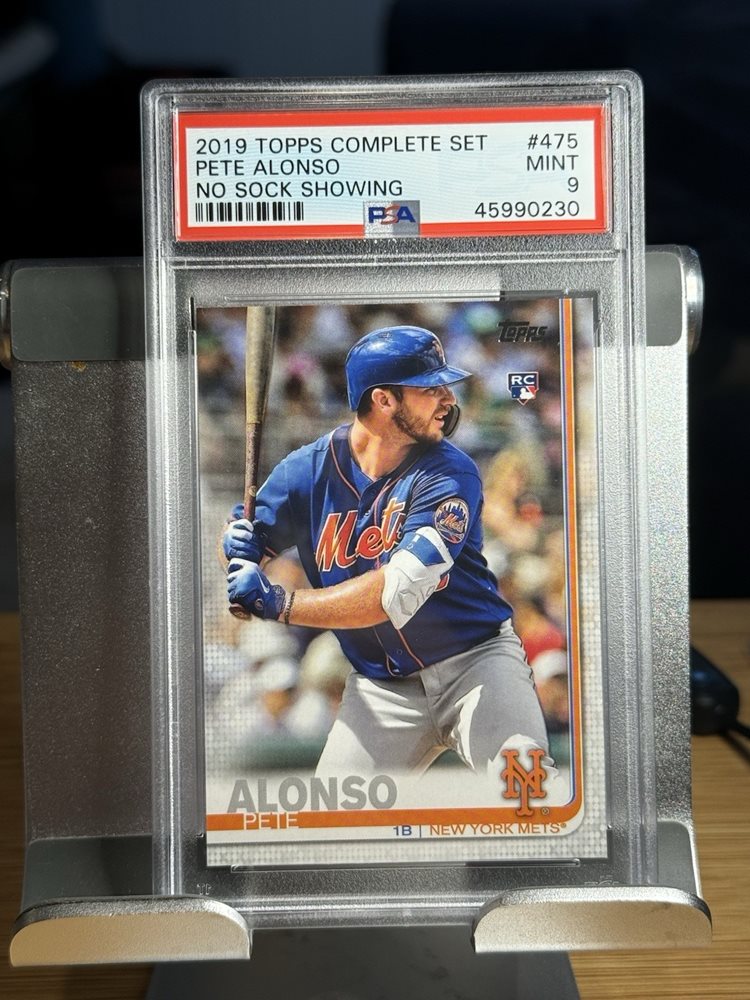 2019 TOPPS COMPLETE SET #475
PETE ALONSO MINT
NO SOCK SHOWING 9
PSA 45990230
Topps
RC
Mets
Mets
NY
ALONSO
PETE
1B | NEW YORK METS®